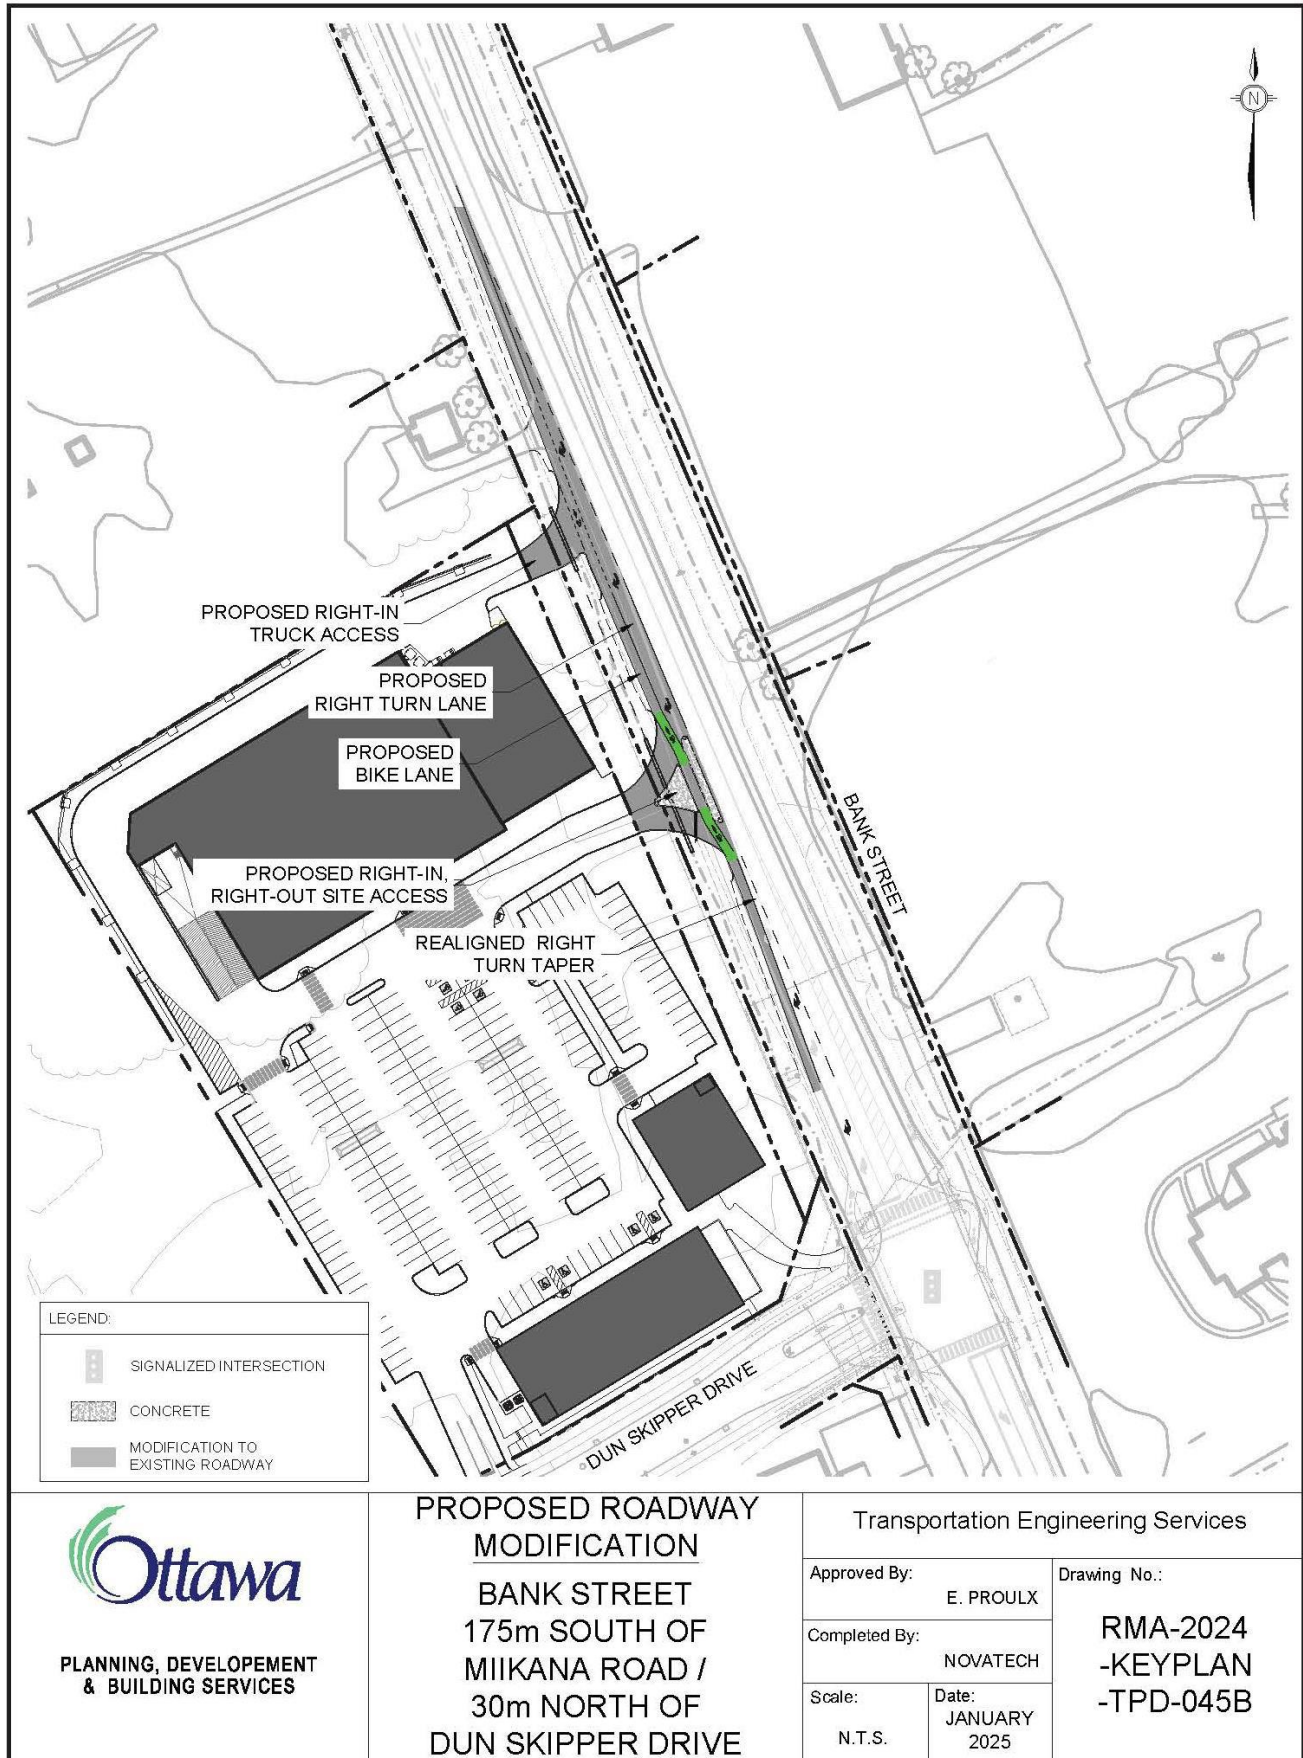 N
PROPOSED RIGHT-IN
TRUCK ACCESS
PROPOSED
RIGHT TURN LANE
PROPOSED
BIKE LANE
BANK STREET
PROPOSED RIGHT-IN,
RIGHT-OUT SITE ACCESS
REALIGNED RIGHT
TURN TAPER
DUN SKIPPER DRIVE
LEGEND:
SIGNALIZED INTERSECTION
CONCRETE
MODIFICATION TO
EXISTING ROADWAY
Ottawa
PLANNING, DEVELOPEMENT
& BUILDING SERVICES
PROPOSED ROADWAY
MODIFICATION
BANK STREET
175m SOUTH OF
MIIKANA ROAD /
30m NORTH OF
DUN SKIPPER DRIVE
Transportation Engineering Services
Approved By:
E. PROULX
Completed By:
NOVATECH
Scale:
N.T.S.
Date:
JANUARY
2025
Drawing No.:
RMA-2024
-KEYPLAN
-TPD-045B